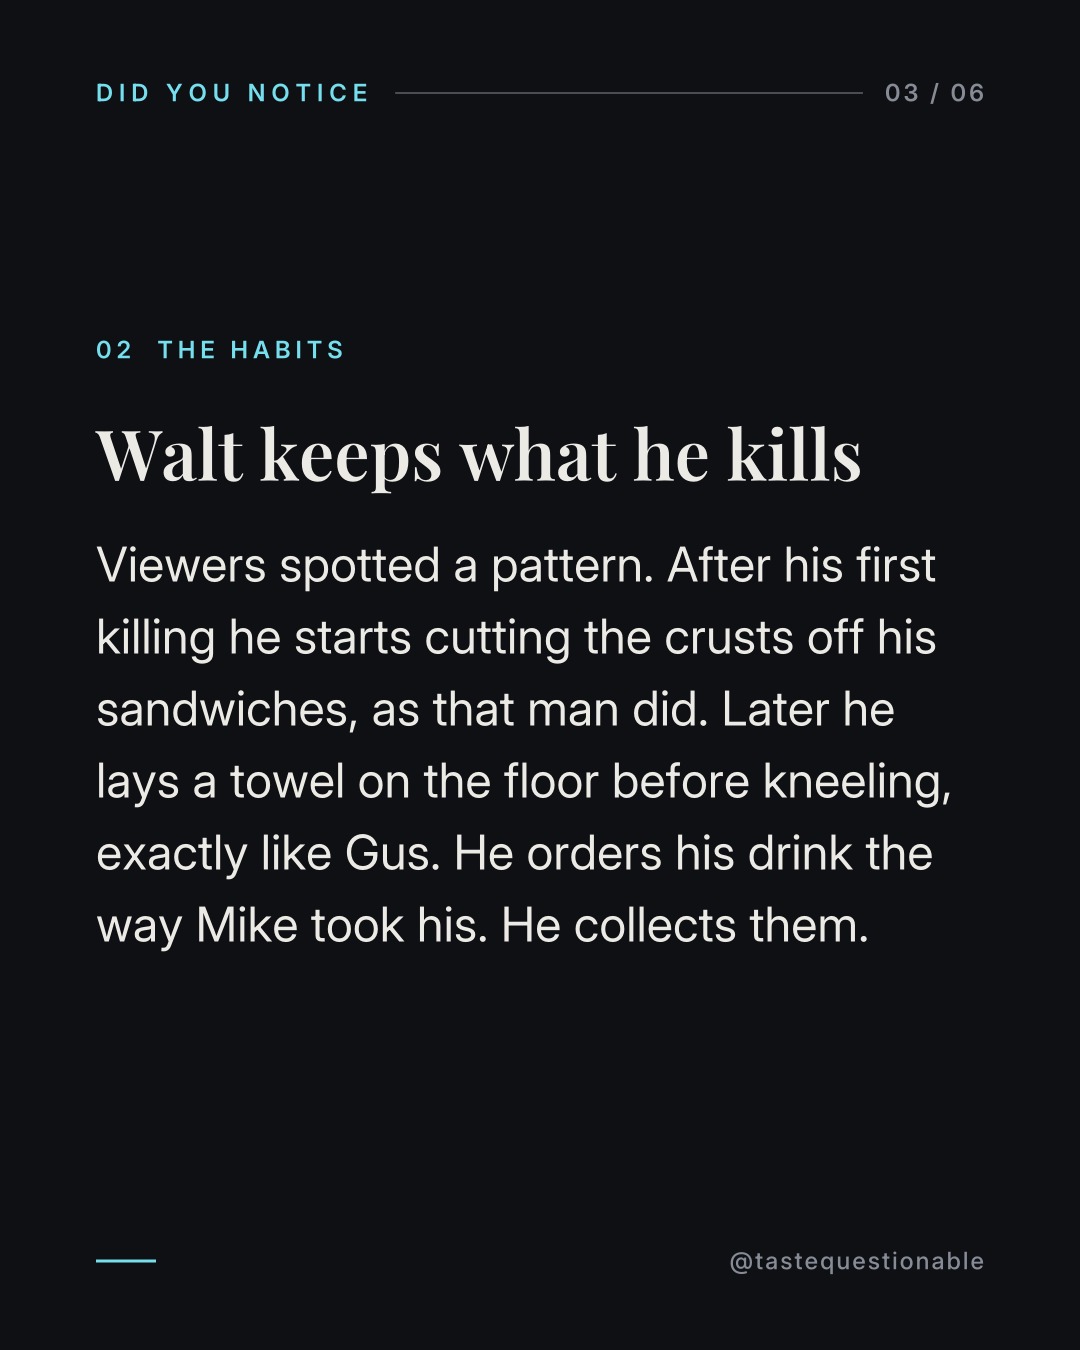 DID YOU NOTICE
03 / 06
02 THE HABITS
Walt keeps what he kills
Viewers spotted a pattern. After his first
killing he starts cutting the crusts off his
sandwiches, as that man did. Later he
lays a towel on the floor before kneeling,
exactly like Gus. He orders his drink the
way Mike took his. He collects them.
@tastequestionable